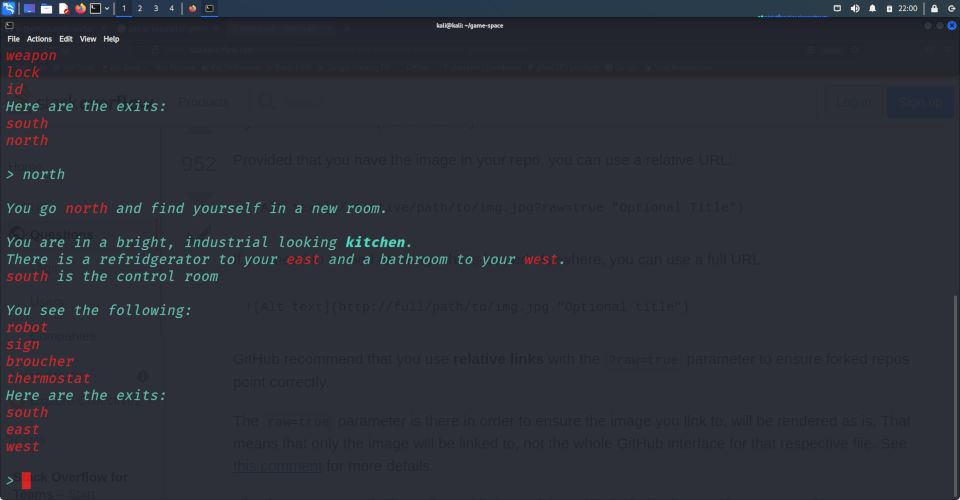 1 2 3 4
22:00
kali@kali: ~/game-space
File Actions Edit View Help
weapon
lock
id
Here are the exits:
south
north
> north
You go north and find yourself in a new room.
You are in a bright, industrial looking kitchen.
There is a refridgerator to your east and a bathroom to your west.
south is the control room
You see the following:
robot
sign
broucher
thermostat
Here are the exits:
south
east
west
>
Products
Log in
Sign up
952
Provided that you have the image in your repo, you can use a relative URL:
/path/to/img.jpg?raw=true "Optional Title")
Questions
where, you can use a full URL
Users
![Alt text](http://full/path/to/img.jpg "Optional title")
Companies
GitHub recommend that you use relative links with the ?raw=true parameter to ensure forked repos
point correctly.
The raw=true parameter is there in order to ensure the image you link to, will be rendered as is. That
means that only the image will be linked to, not the whole GitHub interface for that respective file. See
this comment for more details.
Stack Overflow for
Teams – Start